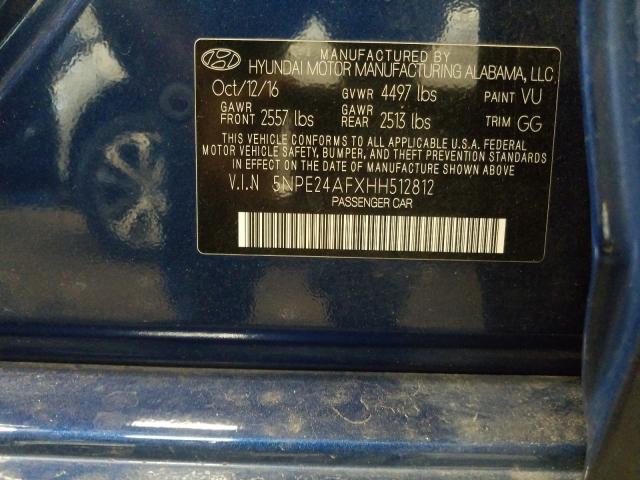 MANUFACTURED BY
HYUNDAI MOTOR MANUFACTURING ALABAMA, LLC.
Oct/12/16 GVWR 4497 lbs PAINT VU
GAWR FRONT 2557 lbs GAWR REAR 2513 lbs TRIM GG
THIS VEHICLE CONFORMS TO ALL APPLICABLE U.S.A. FEDERAL
MOTOR VEHICLE SAFETY, BUMPER, AND THEFT PREVENTION STANDARDS
IN EFFECT ON THE DATE OF MANUFACTURE SHOWN ABOVE.
V.I.N 5NPE24AFXHH512812
PASSENGER CAR